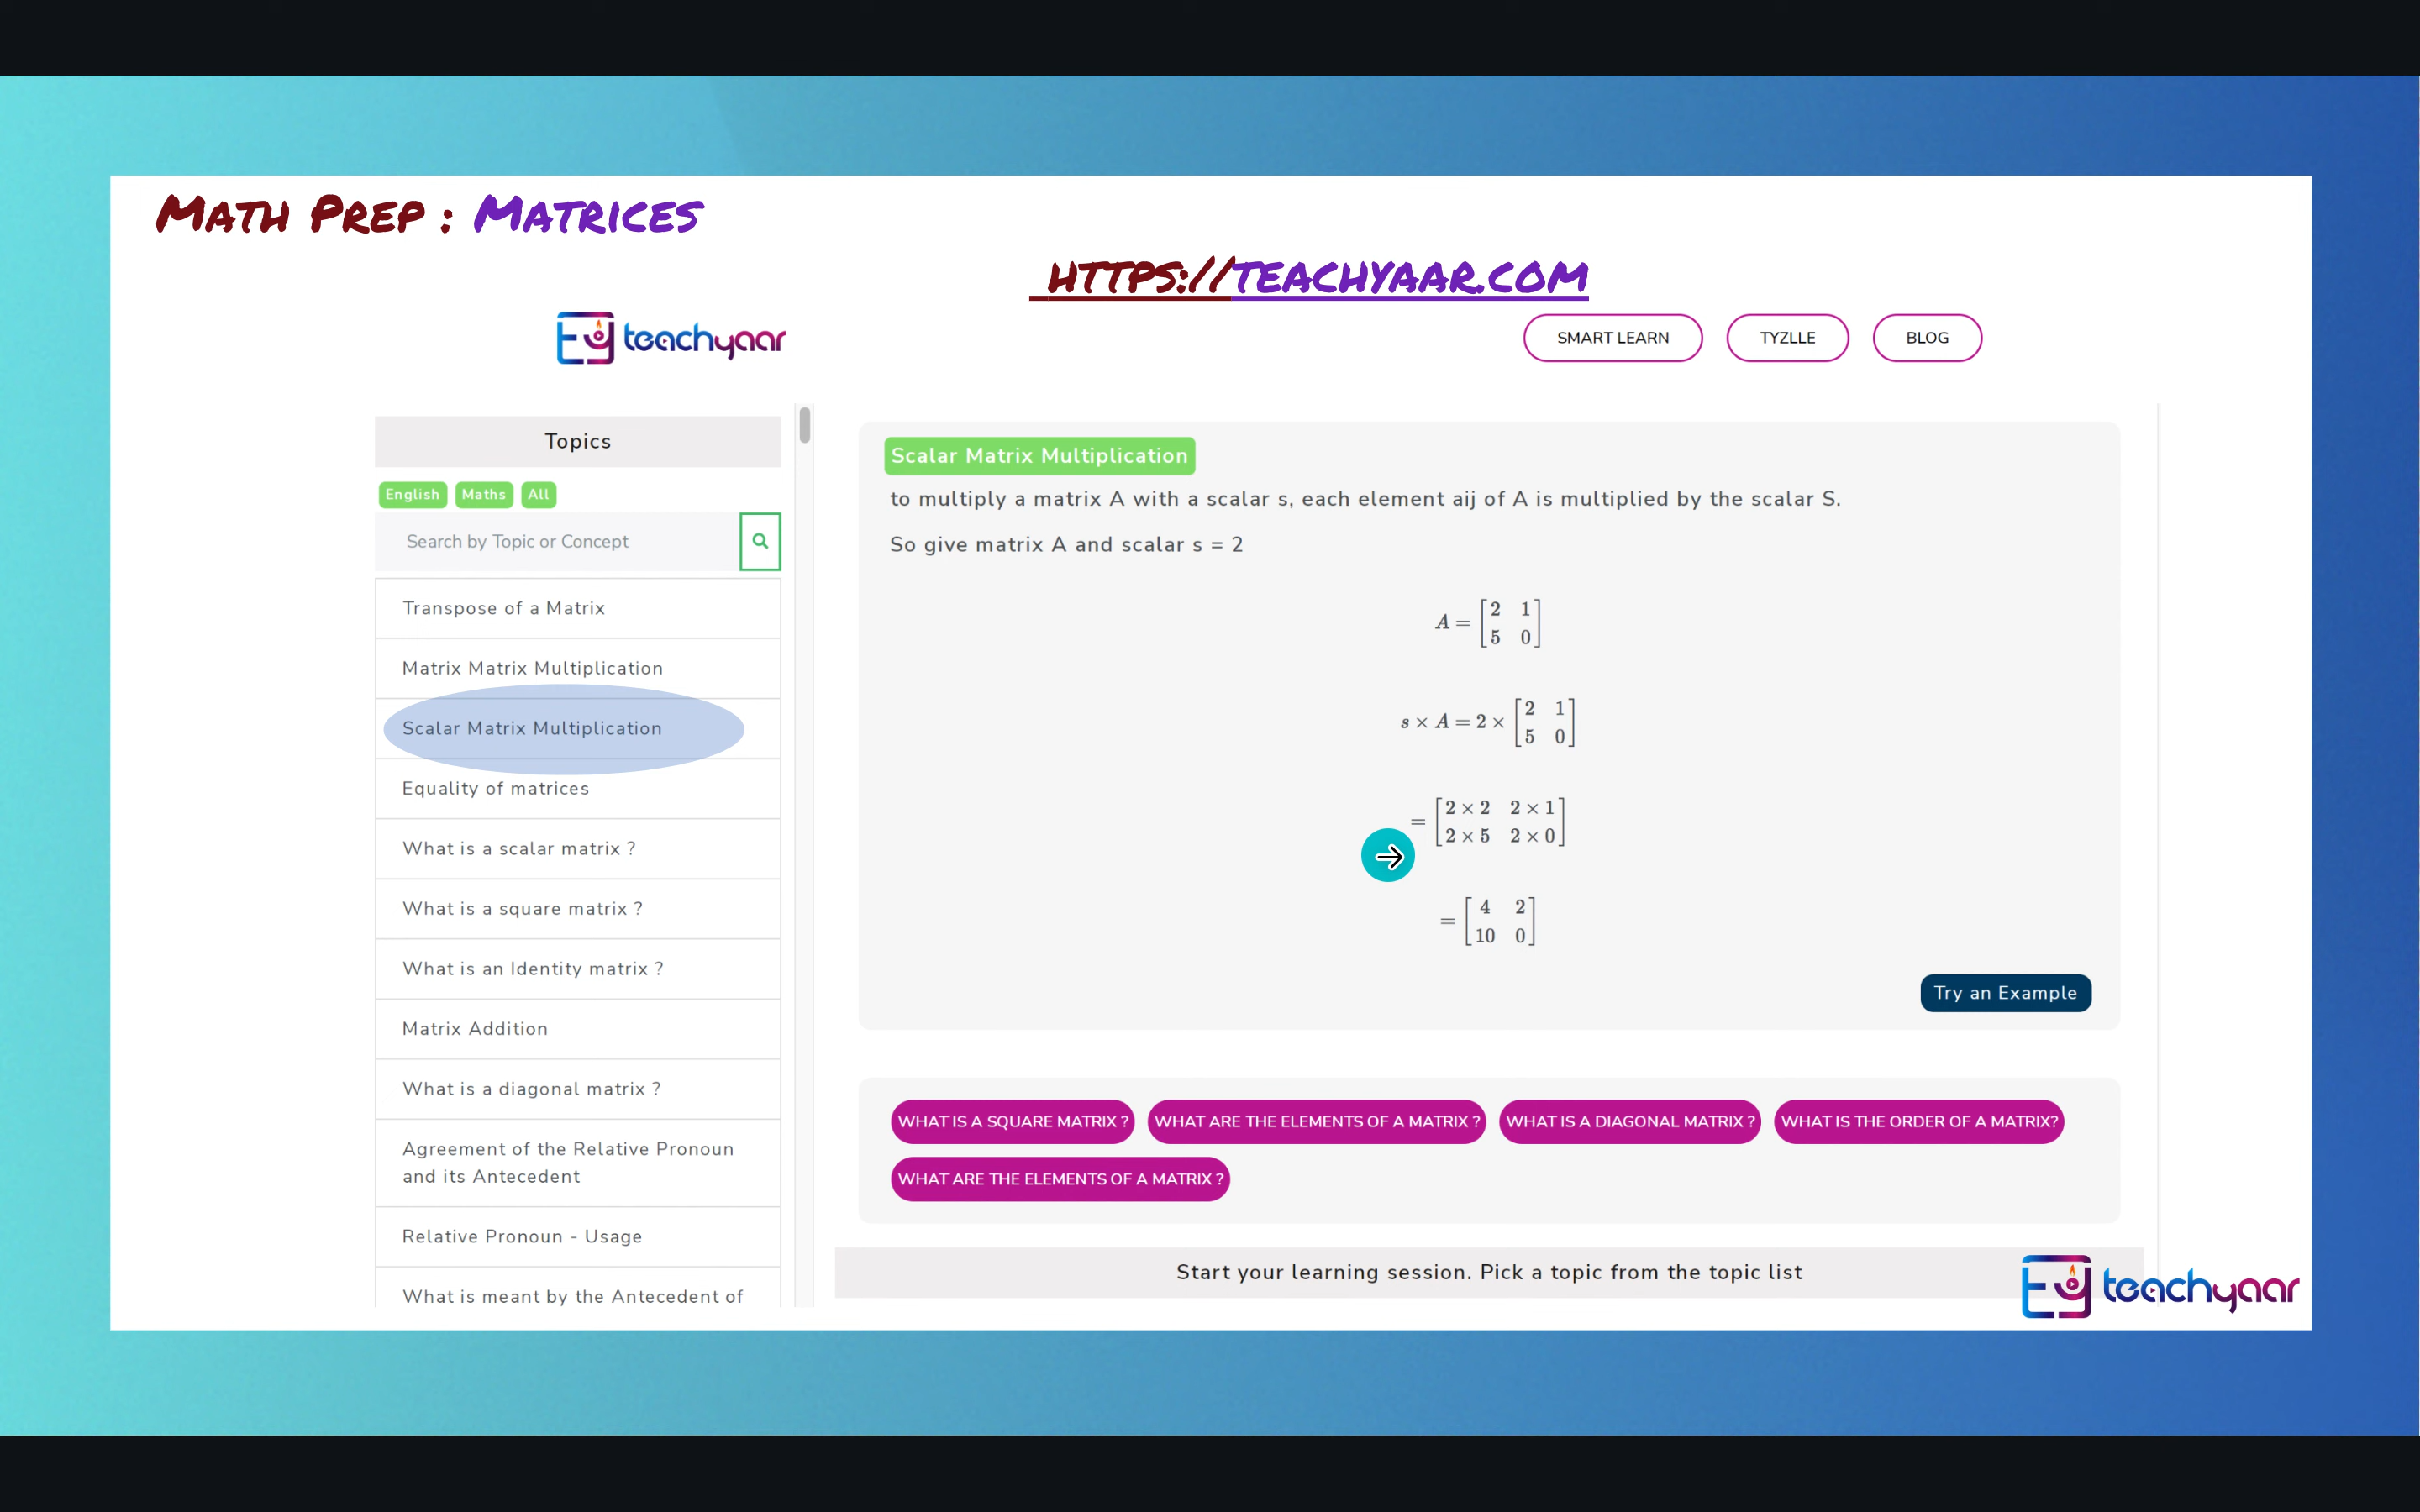 MATH PREP : MATRICES
HTTPS://TEACHYAAR.COM
Ey teachyaar
SMART LEARN TYZLLE BLOG
Topics
English Maths All
Search by Topic or Concept
Transpose of a Matrix
Matrix Matrix Multiplication
Scalar Matrix Multiplication
Equality of matrices
What is a scalar matrix ?
What is a square matrix ?
What is an Identity matrix ?
Matrix Addition
What is a diagonal matrix ?
Agreement of the Relative Pronoun
and its Antecedent
Relative Pronoun - Usage
What is meant by the Antecedent of
Scalar Matrix Multiplication
to multiply a matrix A with a scalar s, each element aij of A is multiplied by the scalar S.
So give matrix A and scalar s = 2
A = [2 1
5 0]
s × A = 2 × [2 1
5 0]
= [2 × 2 2 × 1
2 × 5 2 × 0]
= [4 2
10 0]
Try an Example
WHAT IS A SQUARE MATRIX ? WHAT ARE THE ELEMENTS OF A MATRIX ? WHAT IS A DIAGONAL MATRIX ? WHAT IS THE ORDER OF A MATRIX?
WHAT ARE THE ELEMENTS OF A MATRIX ?
Start your learning session. Pick a topic from the topic list
Ey teachyaar